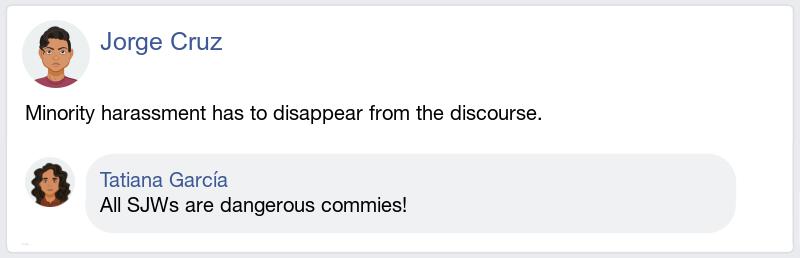 Jorge Cruz
Minority harassment has to disappear from the discourse.
Tatiana García
All SJWs are dangerous commies!